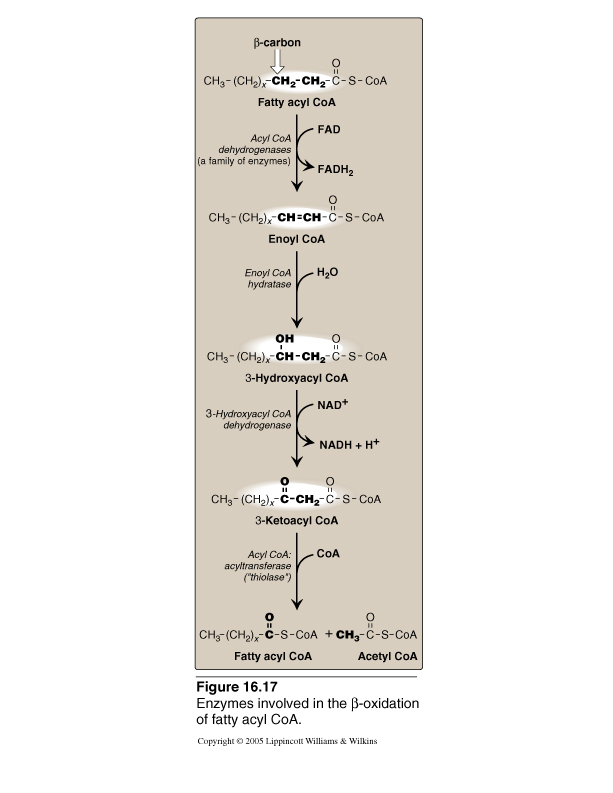 β-carbon
O
CH3-(CH2)x-CH2-CH2-C-S-CoA
Fatty acyl CoA
Acyl CoA
dehydrogenases
(a family of enzymes)
FAD
FADH2
O
CH3-(CH2)x-CH=CH-C-S-CoA
Enoyl CoA
Enoyl CoA
hydratase
H2O
OH O
CH3-(CH2)x-CH-CH2-C-S-CoA
3-Hydroxyacyl CoA
3-Hydroxyacyl CoA
dehydrogenase
NAD+
NADH + H+
O O
CH3-(CH2)x-C-CH2-C-S-CoA
3-Ketoacyl CoA
Acyl CoA:
acyltransferase
("thiolase")
CoA
O O
CH3-(CH2)x-C-S-CoA + CH3-C-S-CoA
Fatty acyl CoA Acetyl CoA
Figure 16.17
Enzymes involved in the β-oxidation
of fatty acyl CoA.
Copyright © 2005 Lippincott Williams & Wilkins